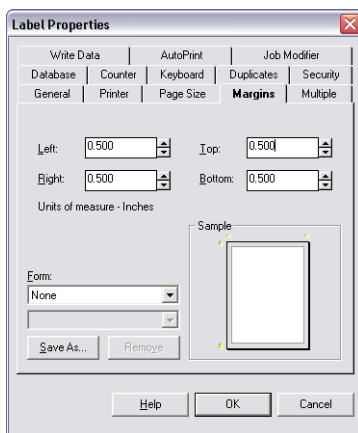 Label Properties
Write Data AutoPrint Job Modifier
Database Counter Keyboard Duplicates Security
General Printer Page Size Margins Multiple
Left: 0.500 Top: 0.500
Right: 0.500 Bottom: 0.500
Units of measure - Inches
Sample
Form:
None
Save As... Remove
Help OK Cancel